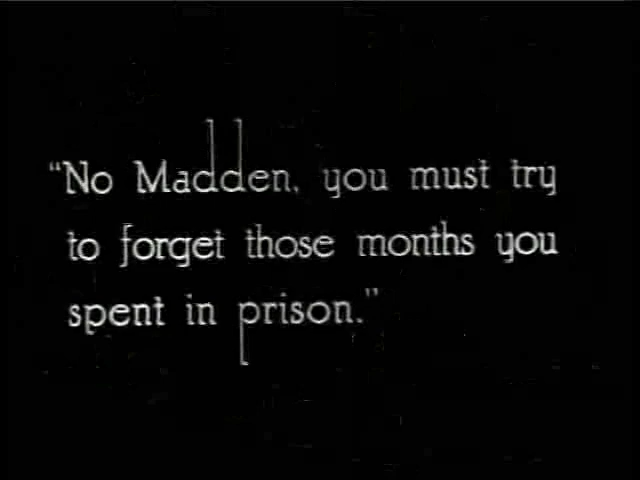 “No Madden, you must try
to forget those months you
spent in prison.”